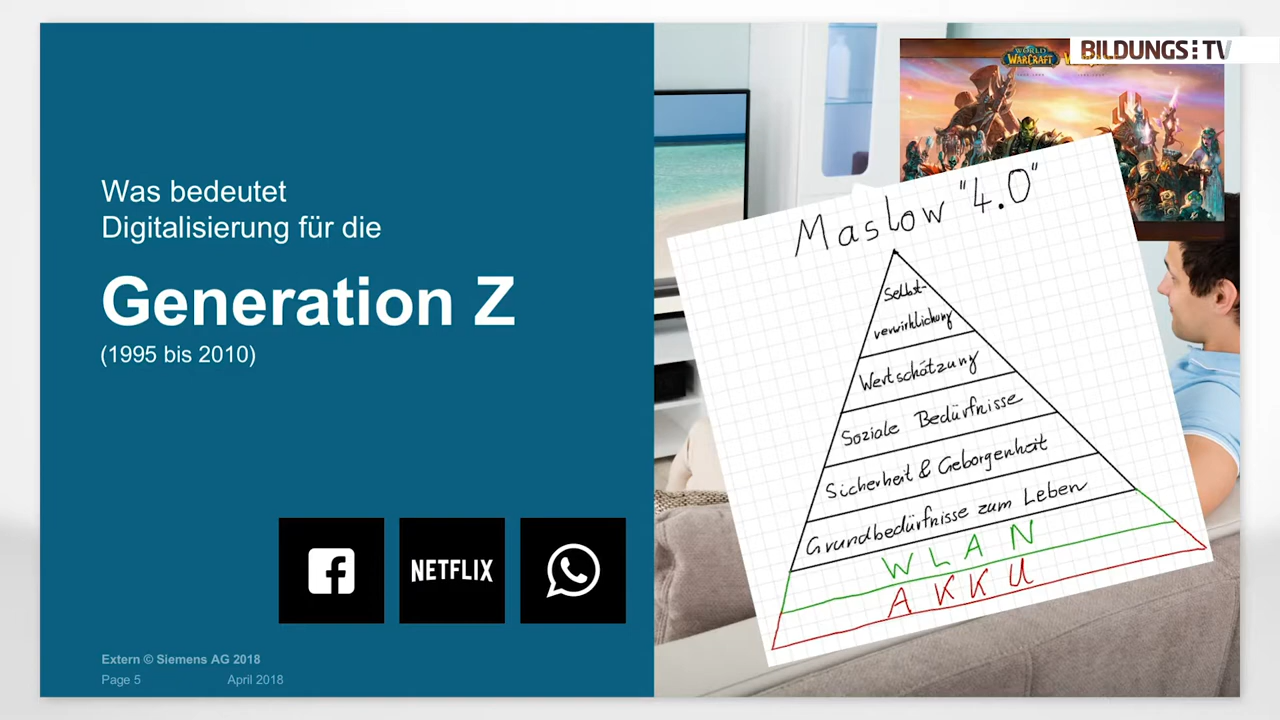 Was bedeutet
Digitalisierung für die
Generation Z
(1995 bis 2010)
NETFLIX
Extern © Siemens AG 2018
Page 5
April 2018
BILDUNGS:TV
WORLD
WARCRAFT
Maslow "4.0"
Selbst-
verwirklichung
Wertschätzung
Soziale Bedürfnisse
Sicherheit & Geborgenheit
Grundbedürfnisse zum Leben
WLAN
AKKU